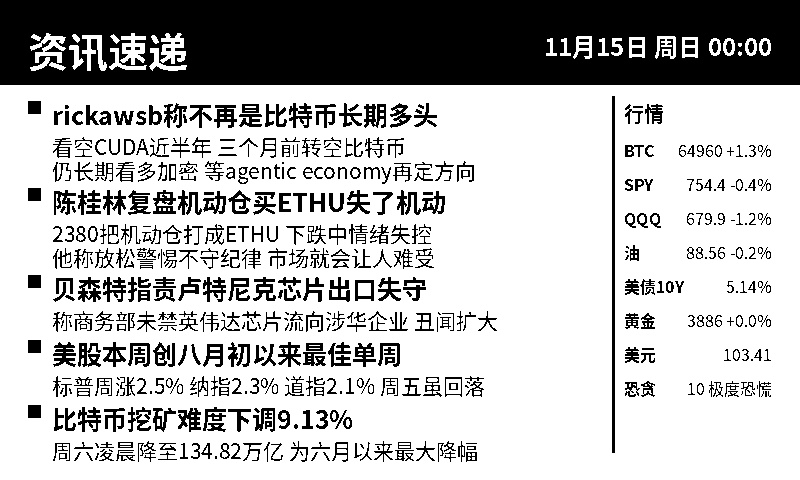 资讯速递
11月15日 周日 00:00
rickawsb称不再是比特币长期多头
看空CUDA近半年 三个月前转空比特币
仍长期看多加密 等agentic economy再定方向
陈桂林复盘机动仓买ETHU失了机动
2380把机动仓打成ETHU 下跌中情绪失控
他称放松警惕不守纪律 市场就会让人难受
贝森特指责卢特尼克芯片出口失守
称商务部未禁英伟达芯片流向涉华企业 丑闻扩大
美股本周创八月初以来最佳单周
标普周涨2.5% 纳指2.3% 道指2.1% 周五虽回落
比特币挖矿难度下调9.13%
周六凌晨降至134.82万亿 为六月以来最大降幅
行情
BTC 64960 +1.3%
SPY 754.4 -0.4%
QQQ 679.9 -1.2%
油 88.56 -0.2%
美债10Y 5.14%
黄金 3886 +0.0%
美元 103.41
恐贪 10 极度恐慌